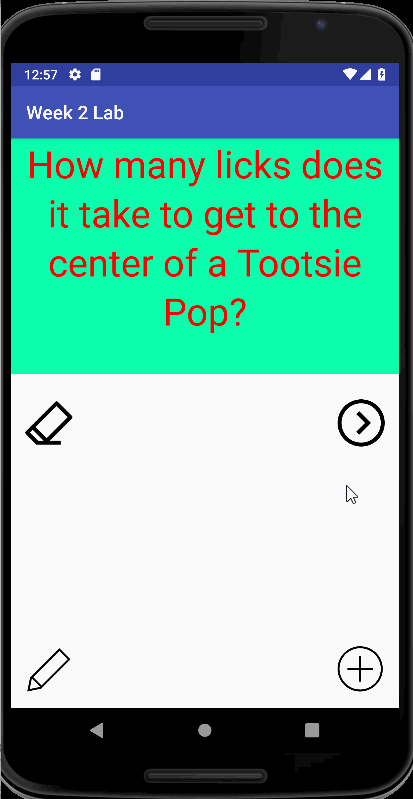 12:57
Week 2 Lab
How many licks does
it take to get to the
center of a Tootsie
Pop?